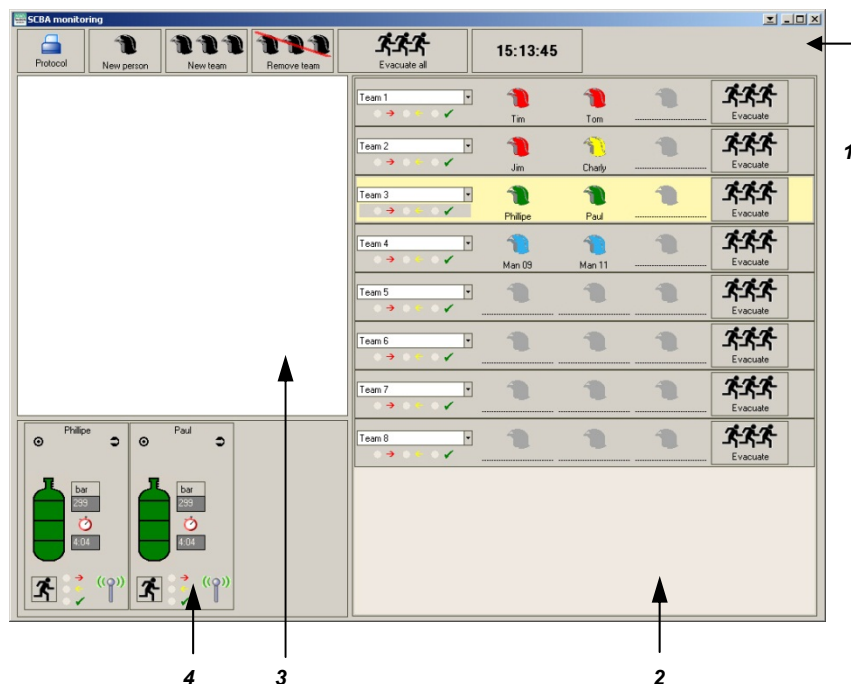 SCBA monitoring
Protocol
New person
New team
Remove team
Evacuate all
15:13:45
1
Team 1
Tim
Tom
Evacuate
Team 2
Jim
Charly
Evacuate
Team 3
Phillipe
Paul
Evacuate
Team 4
Man 09
Man 11
Evacuate
Team 5
Evacuate
Team 6
Evacuate
Team 7
Evacuate
Team 8
Evacuate
Phillipe
bar
299
4:04
Paul
bar
299
4:04
4
3
2